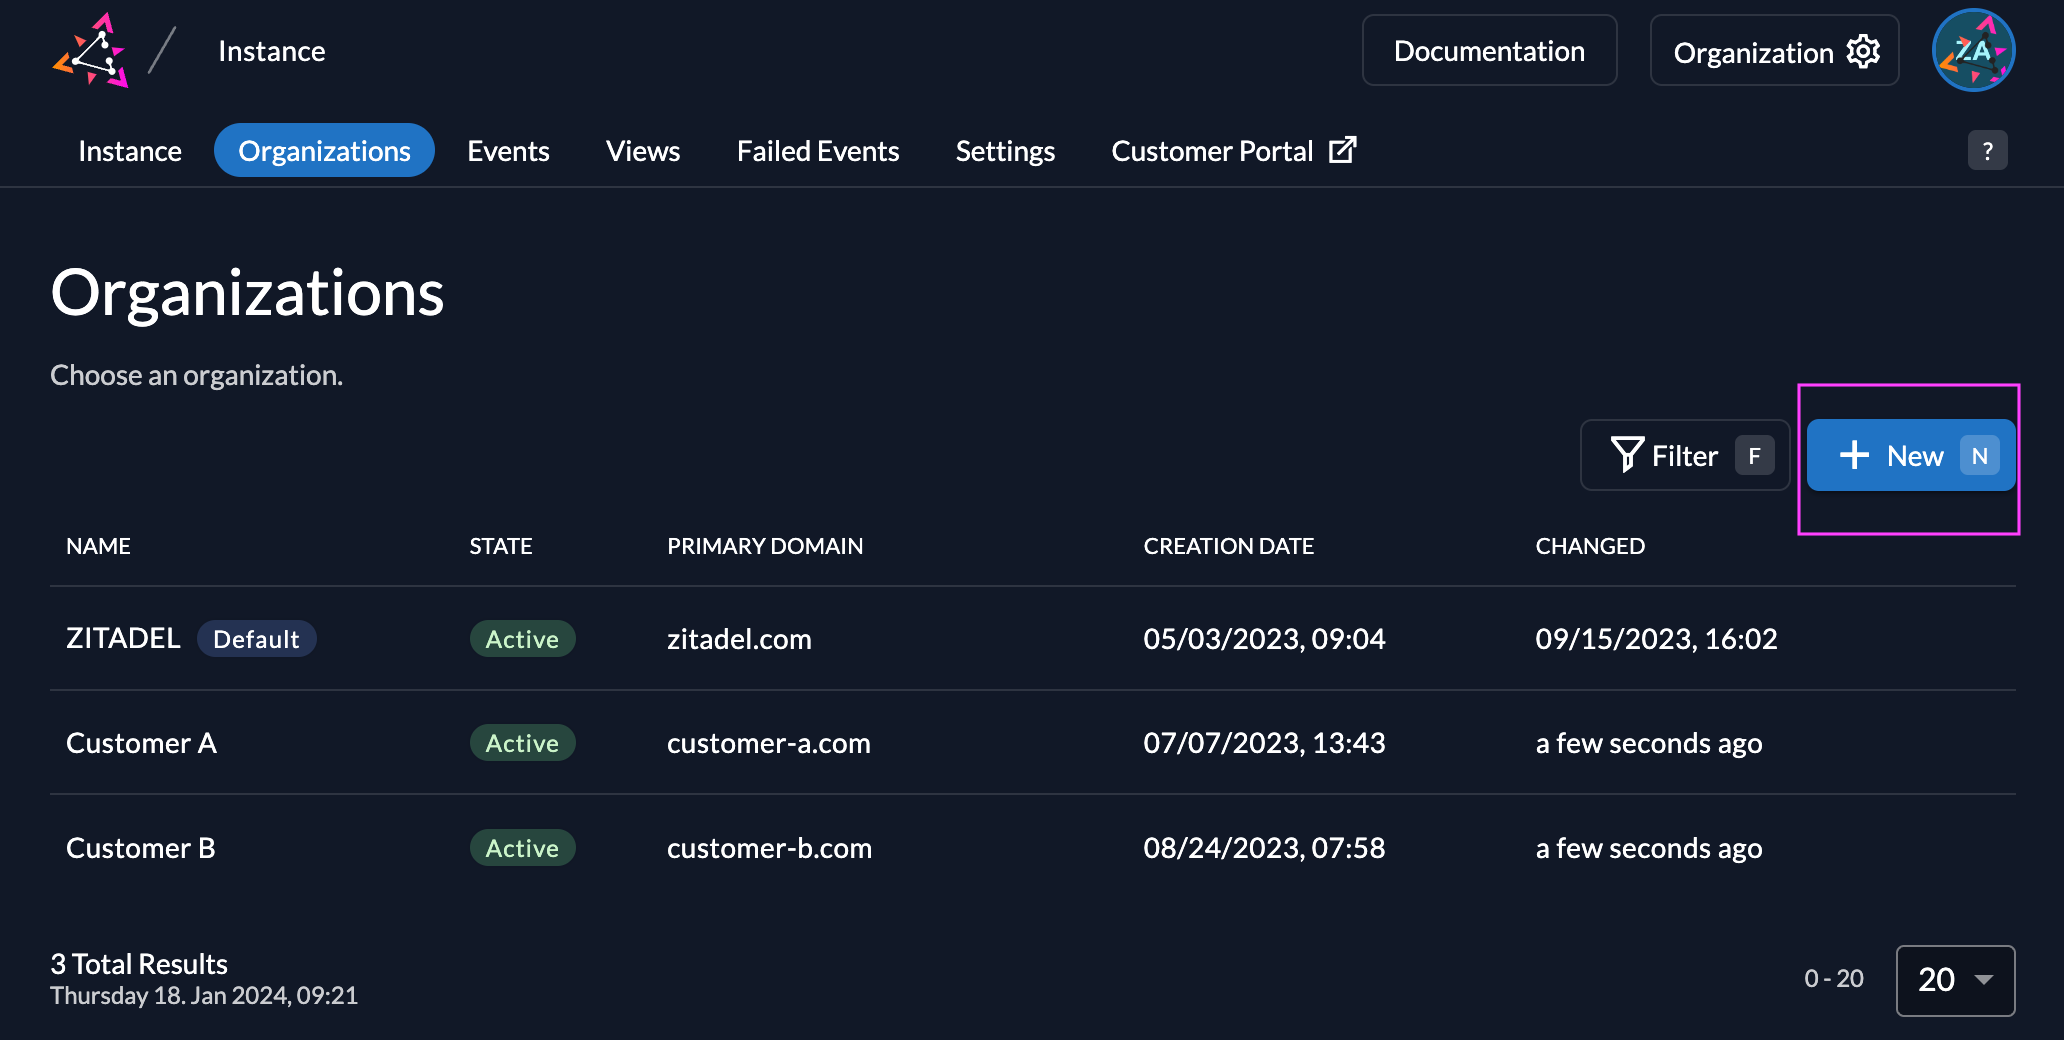 Instance
Documentation
Organization
ZA
Instance Organizations Events Views Failed Events Settings Customer Portal ?
Organizations
Choose an organization.
Filter F
New N
NAME STATE PRIMARY DOMAIN CREATION DATE CHANGED
ZITADEL Default Active zitadel.com 05/03/2023, 09:04 09/15/2023, 16:02
Customer A Active customer-a.com 07/07/2023, 13:43 a few seconds ago
Customer B Active customer-b.com 08/24/2023, 07:58 a few seconds ago
3 Total Results
Thursday 18. Jan 2024, 09:21
0 - 20
20